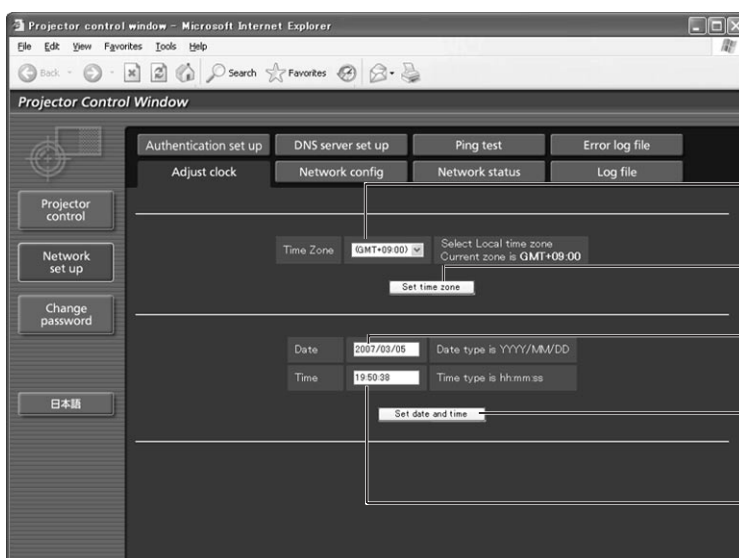 Projector control window - Microsoft Internet Explorer
File Edit View Favorites Tools Help
Back Search Favorites
Projector Control Window
Authentication set up DNS server set up Ping test Error log file
Adjust clock Network config Network status Log file
Projector
control
Network
set up
Change
password
日本語
Time Zone (GMT+09:00) Select Local time zone
Current zone is GMT+09:00
Set time zone
Date 2007/03/05 Date type is YYYY/MM/DD
Time 19:50:38 Time type is hh:mm:ss
Set date and time